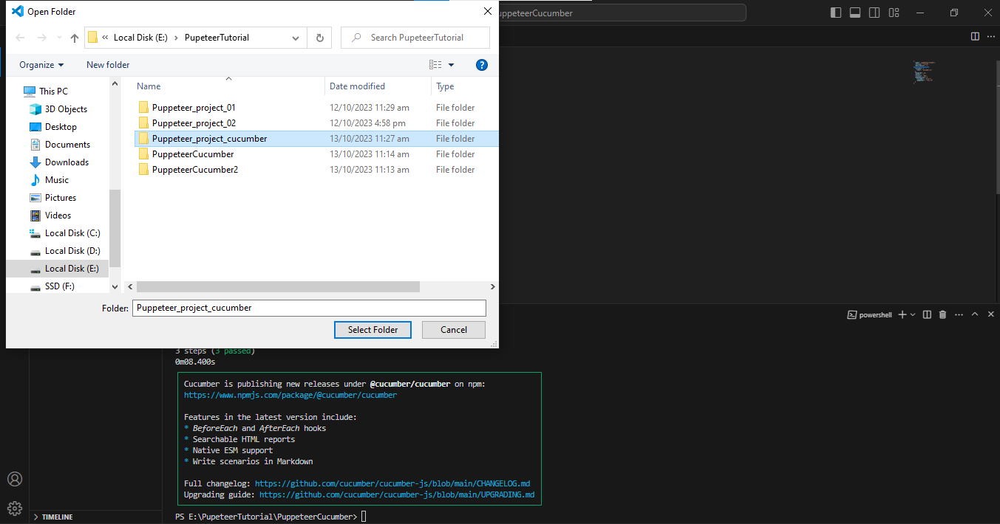 Open Folder
uppeteerCucumber
« Local Disk (E:) > PupeteerTutorial
Search PupeteerTutorial
Organize
New folder
?
This PC
3D Objects
Desktop
Documents
Downloads
Music
Pictures
Videos
Local Disk (C:)
Local Disk (D:)
Local Disk (E:)
SSD (F:)
Name Date modified Type
Puppeteer_project_01 12/10/2023 11:29 am File folder
Puppeteer_project_02 12/10/2023 4:58 pm File folder
Puppeteer_project_cucumber 13/10/2023 11:27 am File folder
PuppeteerCucumber 13/10/2023 11:14 am File folder
PuppeteerCucumber2 13/10/2023 11:13 am File folder
Folder: Puppeteer_project_cucumber
Select Folder
Cancel
powershell
3 steps (3 passed)
0m08.400s
Cucumber is publishing new releases under @cucumber/cucumber on npm:
https://www.npmjs.com/package/@cucumber/cucumber
Features in the latest version include:
* BeforeEach and AfterEach hooks
* Searchable HTML reports
* Native ESM support
* Write scenarios in Markdown
Full changelog: https://github.com/cucumber/cucumber-js/blob/main/CHANGELOG.md
Upgrading guide: https://github.com/cucumber/cucumber-js/blob/main/UPGRADING.md
PS E:\PupeteerTutorial\PuppeteerCucumber>
TIMELINE